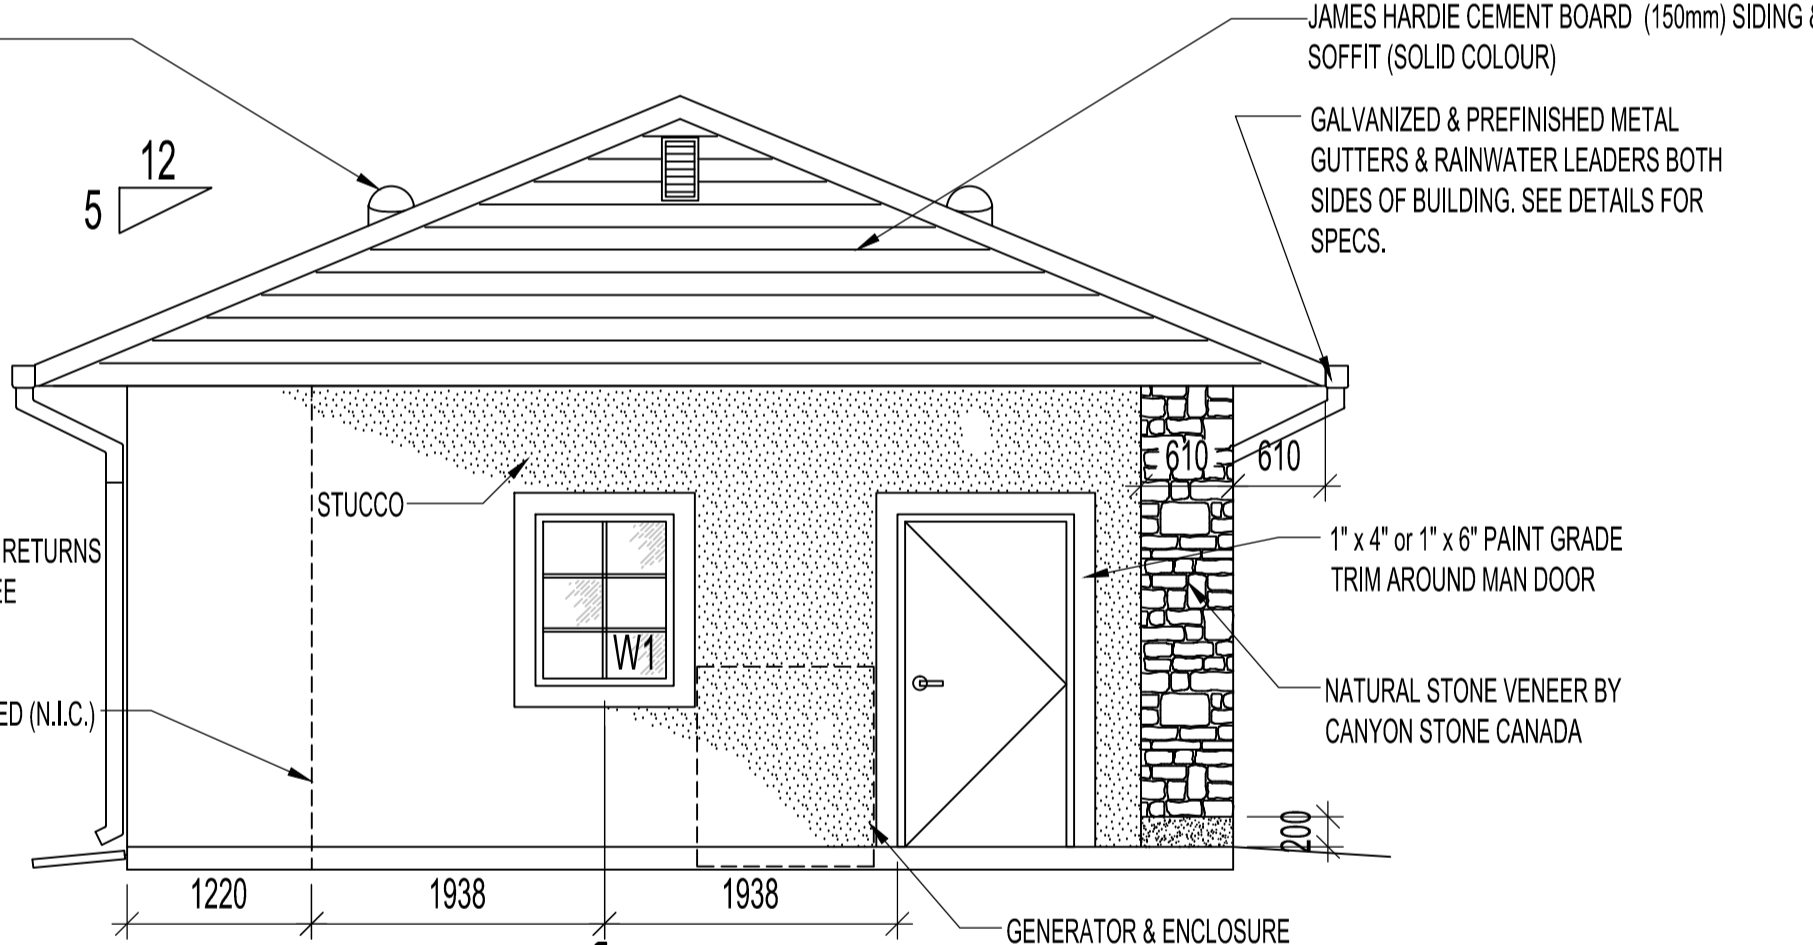 JAMES HARDIE CEMENT BOARD (150mm) SIDING &
SOFFIT (SOLID COLOUR)
GALVANIZED & PREFINISHED METAL
GUTTERS & RAINWATER LEADERS BOTH
SIDES OF BUILDING. SEE DETAILS FOR
SPECS.
12
5
610
610
STUCCO
RETURNS
1" x 4" or 1" x 6" PAINT GRADE
TRIM AROUND MAN DOOR
W1
(N.I.C.)
NATURAL STONE VENEER BY
CANYON STONE CANADA
200
1220
1938
1938
GENERATOR & ENCLOSURE